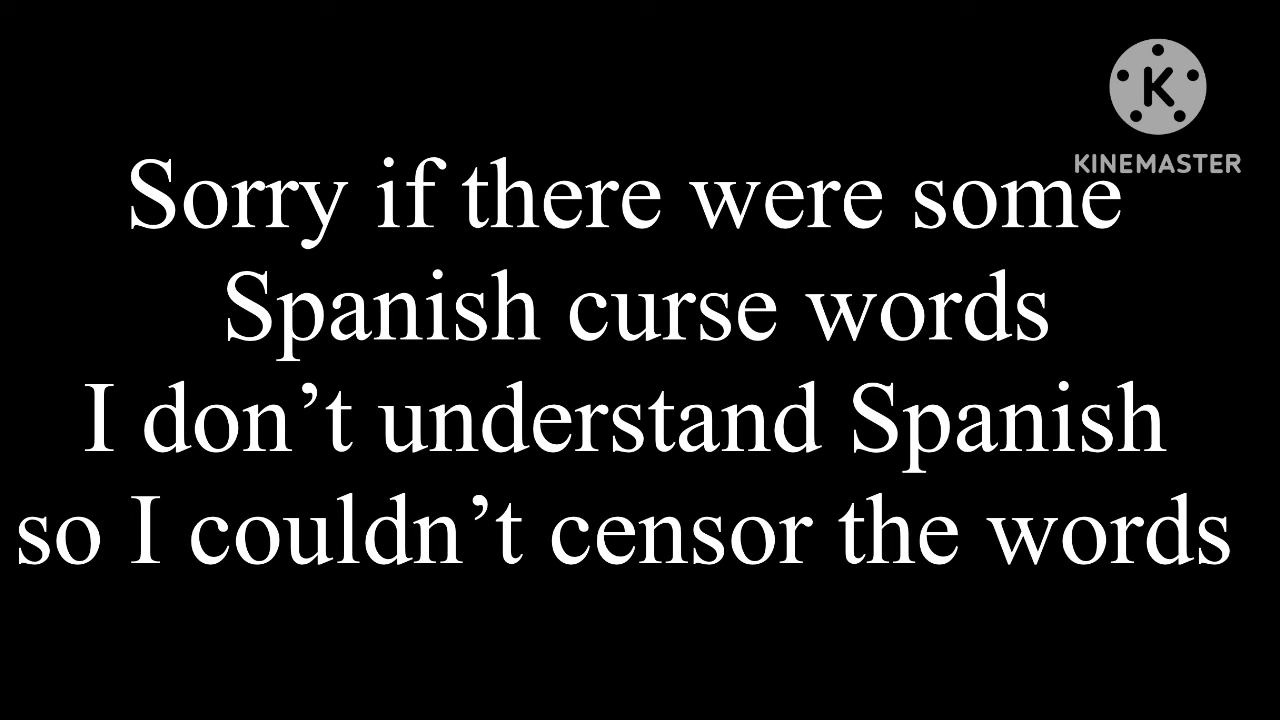 K
KINEMASTER
Sorry if there were some
Spanish curse words
I don’t understand Spanish
so I couldn’t censor the words